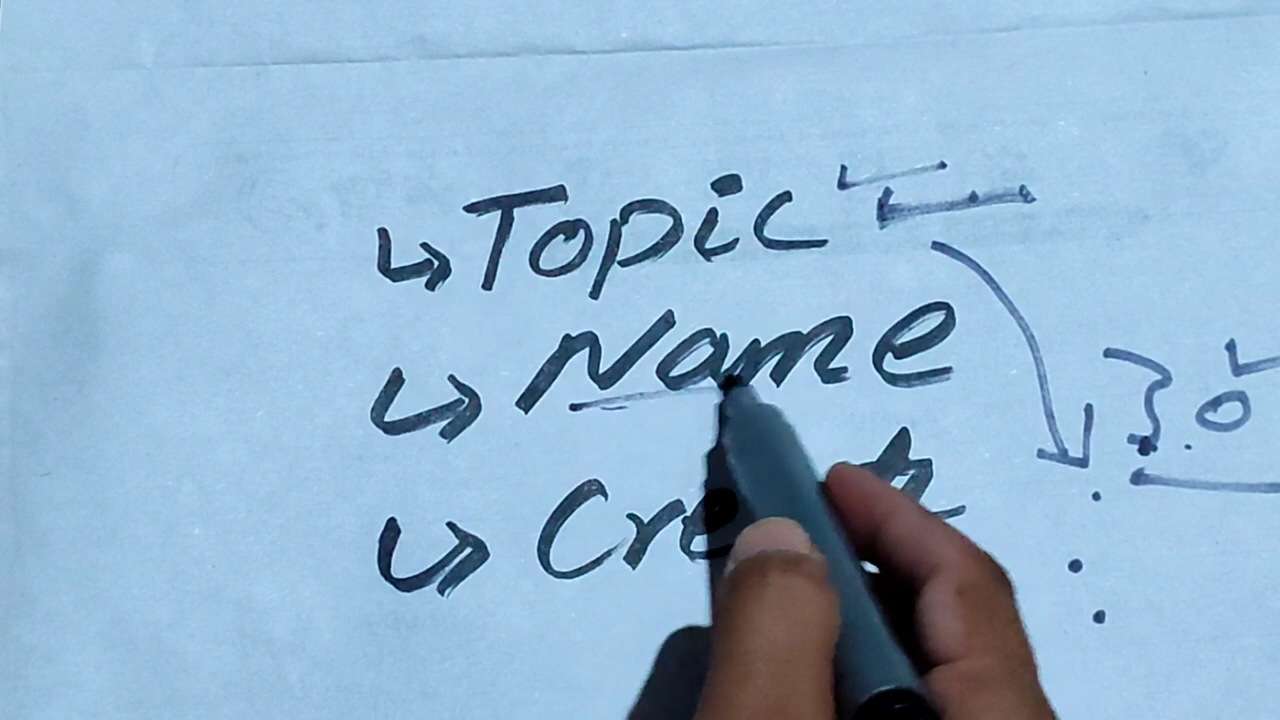 ↳ Topic
↳ Name
↳